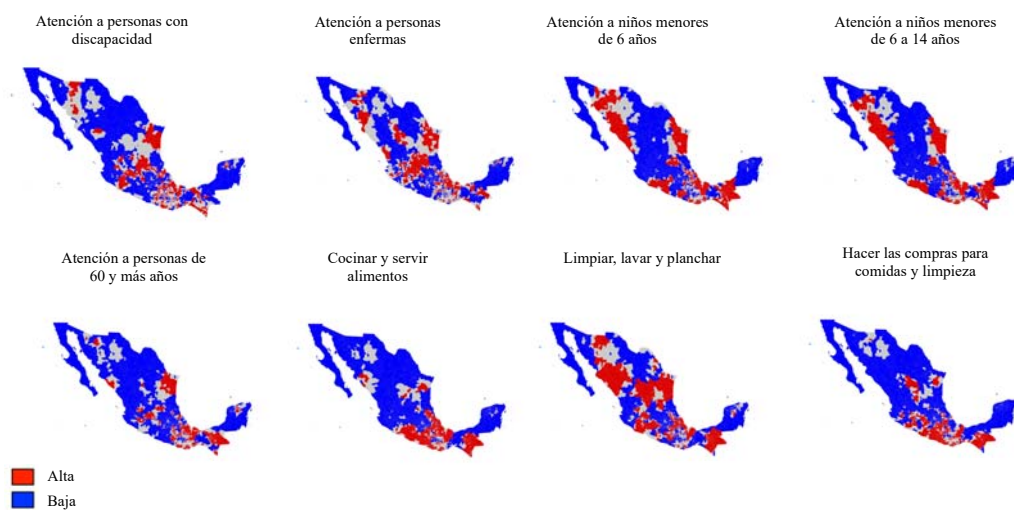 Atención a personas con
discapacidad
Atención a personas
enfermas
Atención a niños menores
de 6 años
Atención a niños menores
de 6 a 14 años
Atención a personas de
60 y más años
Cocinar y servir
alimentos
Limpiar, lavar y planchar
Hacer las compras para
comidas y limpieza
Alta
Baja